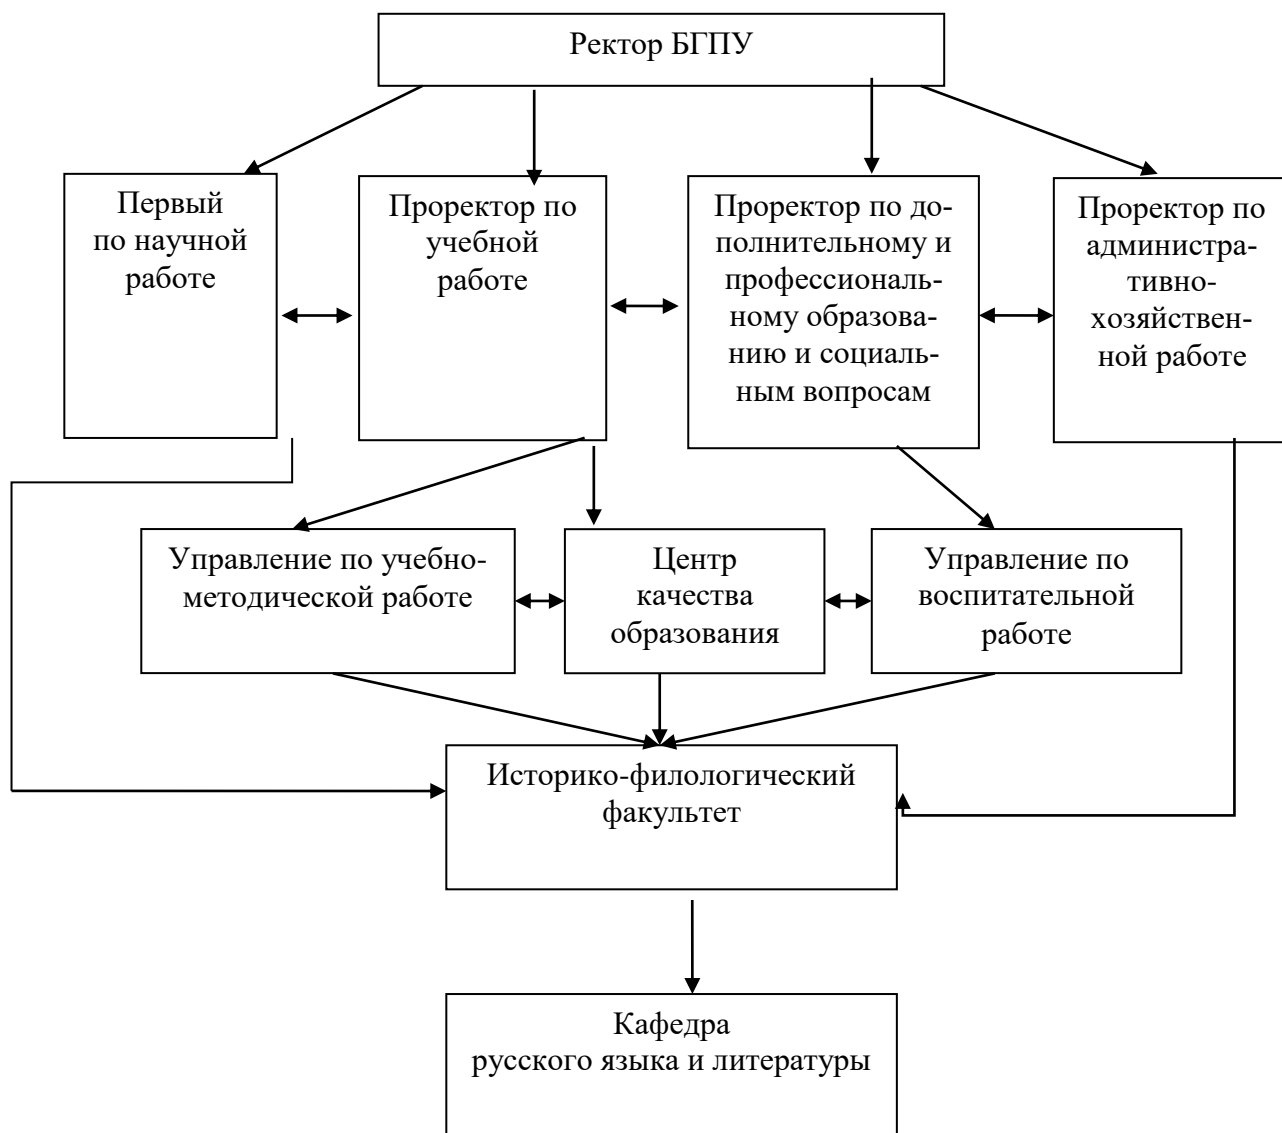 Ректор БГПУ
Первый
по научной
работе
Проректор по
учебной
работе
Проректор по до-
полнительному и
профессиональ-
ному образова-
нию и социаль-
ным вопросам
Проректор по
администра-
тивно-
хозяйствен-
ной работе
Управление по учебно-
методической работе
Центр
качества
образования
Управление по
воспитательной
работе
Историко-филологический
факультет
Кафедра
русского языка и литературы